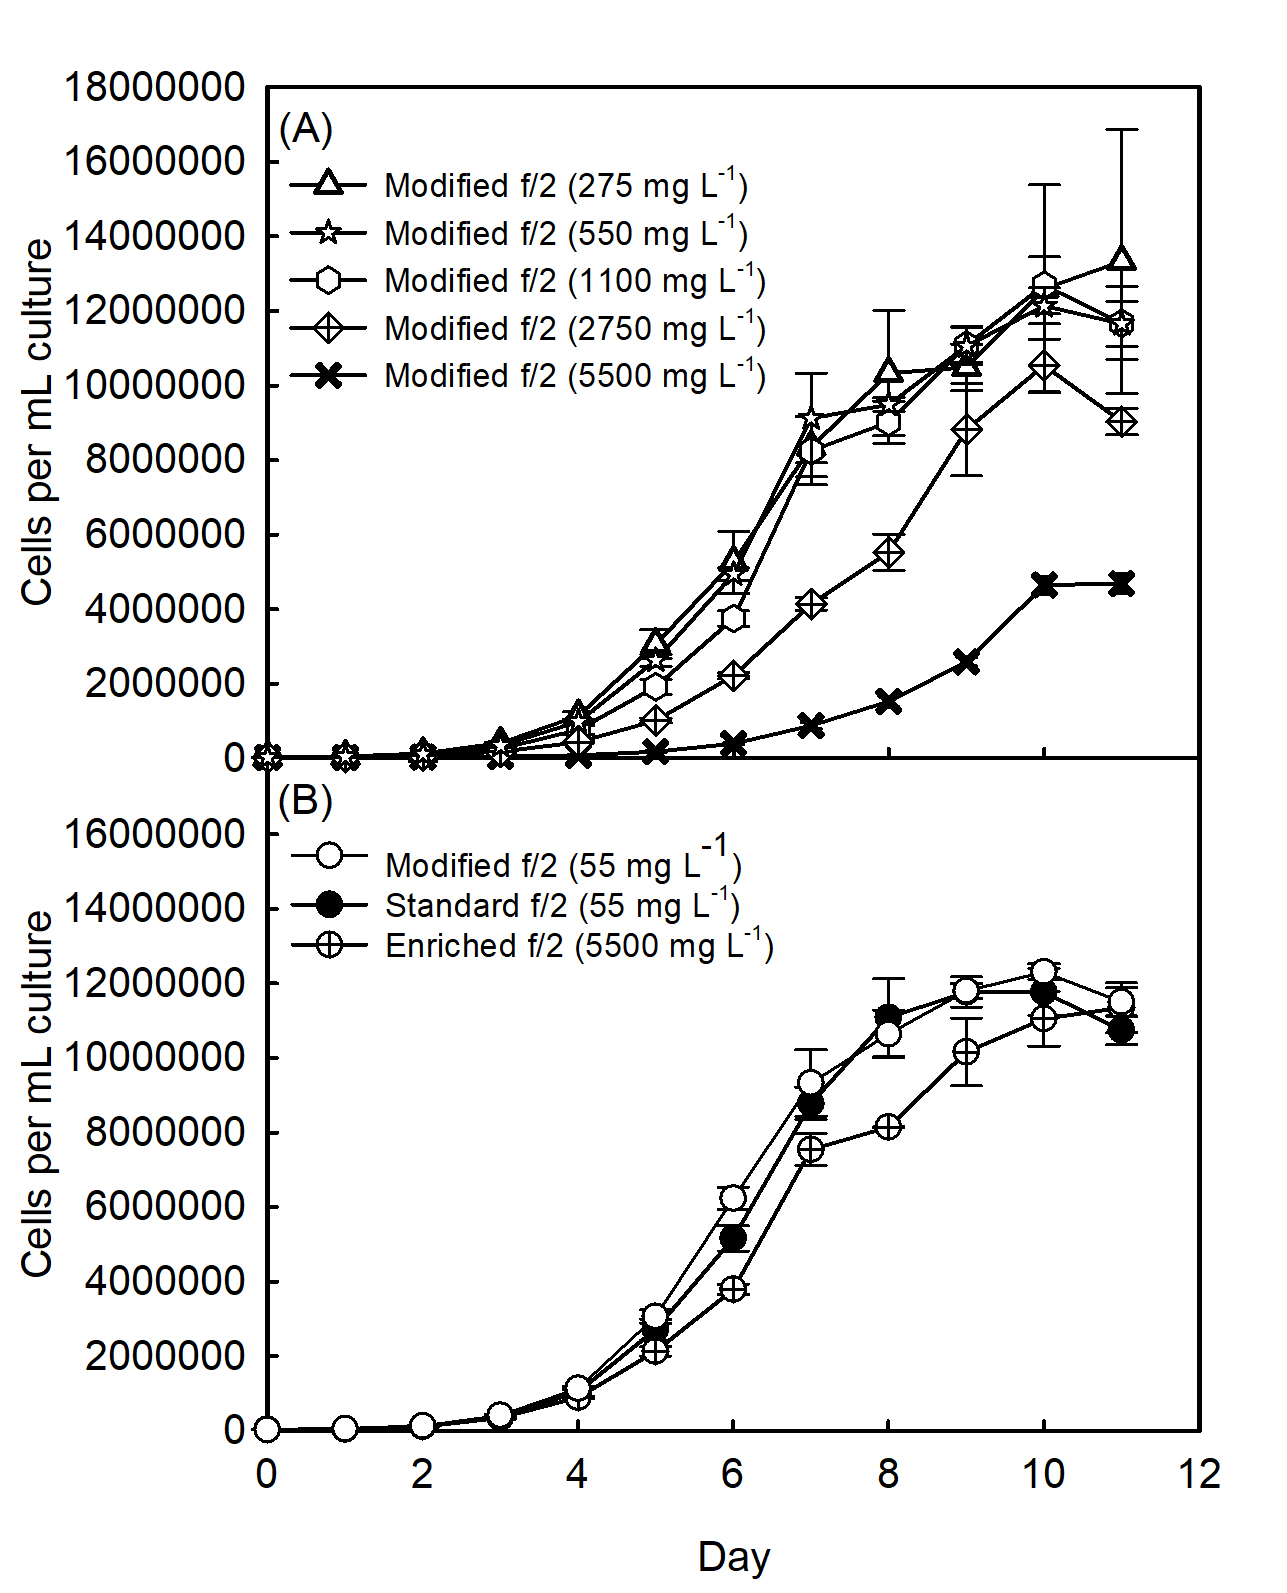 18000000
(A)
16000000
Modified f/2 (275 mg L-1)
14000000
Modified f/2 (550 mg L-1)
Modified f/2 (1100 mg L-1)
12000000
Modified f/2 (2750 mg L-1)
10000000
Modified f/2 (5500 mg L-1)
8000000
6000000
4000000
2000000
0
Cells per mL culture
(B)
16000000
Modified f/2 (55 mg L-1)
14000000
Standard f/2 (55 mg L-1)
Enriched f/2 (5500 mg L-1)
12000000
10000000
8000000
6000000
4000000
2000000
0
Cells per mL culture
0 2 4 6 8 10 12
Day